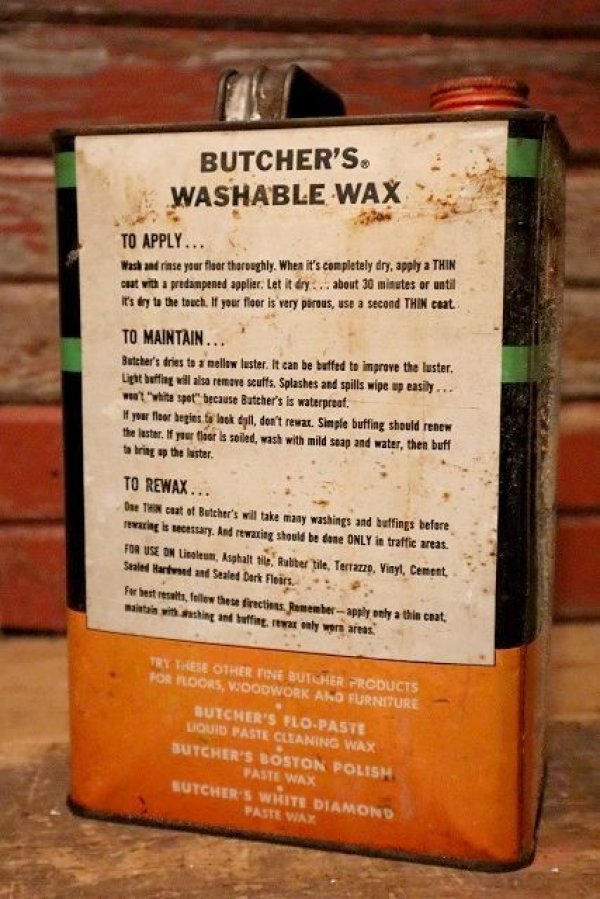 BUTCHER'S®
WASHABLE WAX
TO APPLY...
Wash and rinse your floor thoroughly. When it's completely dry, apply a THIN
coat with a predampened applier. Let it dry ... about 30 minutes or until
it's dry to the touch. If your floor is very porous, use a second THIN coat.
TO MAINTAIN...
Butcher's dries to a mellow luster. It can be buffed to improve the luster.
Light buffing will also remove scuffs. Splashes and spills wipe up easily...
won't "white spot" because Butcher's is waterproof.
If your floor begins to look dull, don't rewax. Simple buffing should renew
the luster. If your floor is soiled, wash with mild soap and water, then buff
to bring up the luster.
TO REWAX...
One THIN coat of Butcher's will take many washings and buffings before
rewaxing is necessary. And rewaxing should be done ONLY in traffic areas.
FOR USE ON Linoleum, Asphalt tile, Rubber tile, Terrazzo, Vinyl, Cement,
Sealed Hardwood and Sealed Cork Floors.
For best results, follow these directions. Remember—apply only a thin coat,
maintain with washing and buffing, rewax only worn areas.
TRY THESE OTHER FINE BUTCHER PRODUCTS
FOR FLOORS, WOODWORK AND FURNITURE
•
BUTCHER'S FLO-PASTE
LIQUID PASTE CLEANING WAX
•
BUTCHER'S BOSTON POLISH
PASTE WAX
•
BUTCHER'S WHITE DIAMOND
PASTE WAX